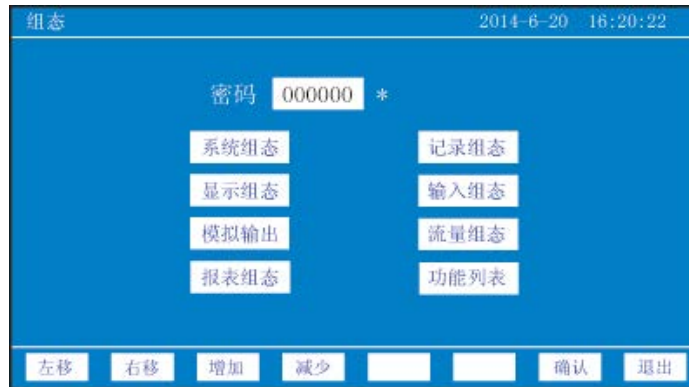 组态 2014-6-20 16:20:22
密码 000000 *
系统组态 记录组态
显示组态 输入组态
模拟输出 流量组态
报表组态 功能列表
左移 右移 增加 减少 确认 退出